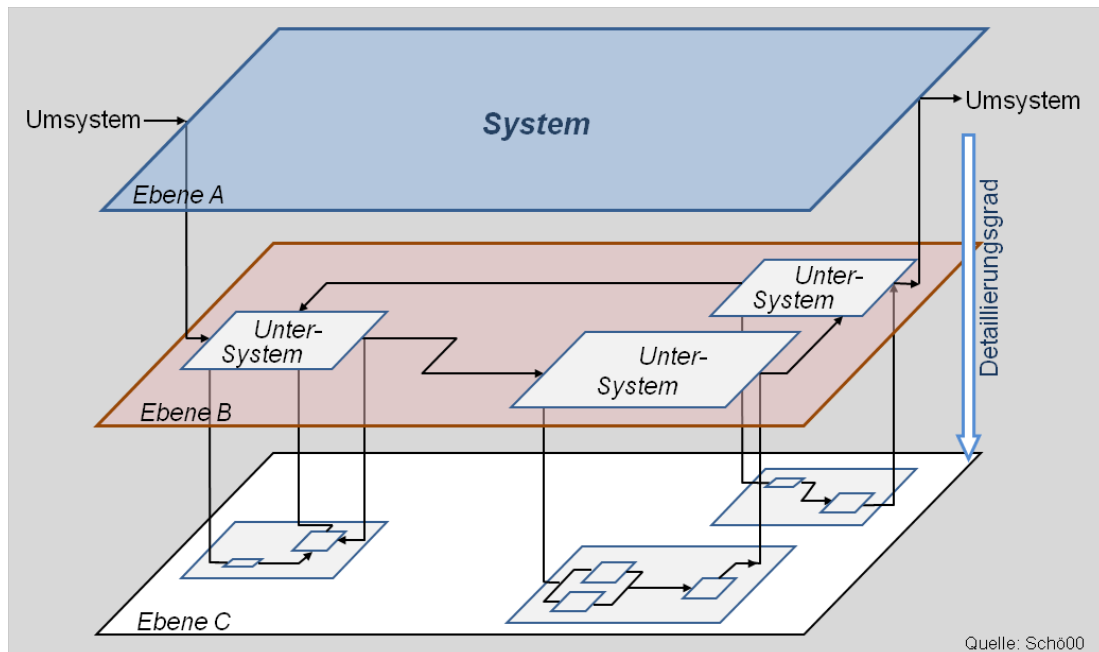 System
Umsystem
Umsystem
Ebene A
Detaillierungsgrad
Unter-
System
Unter-
System
Unter-
System
Ebene B
Ebene C
Quelle: Schö00